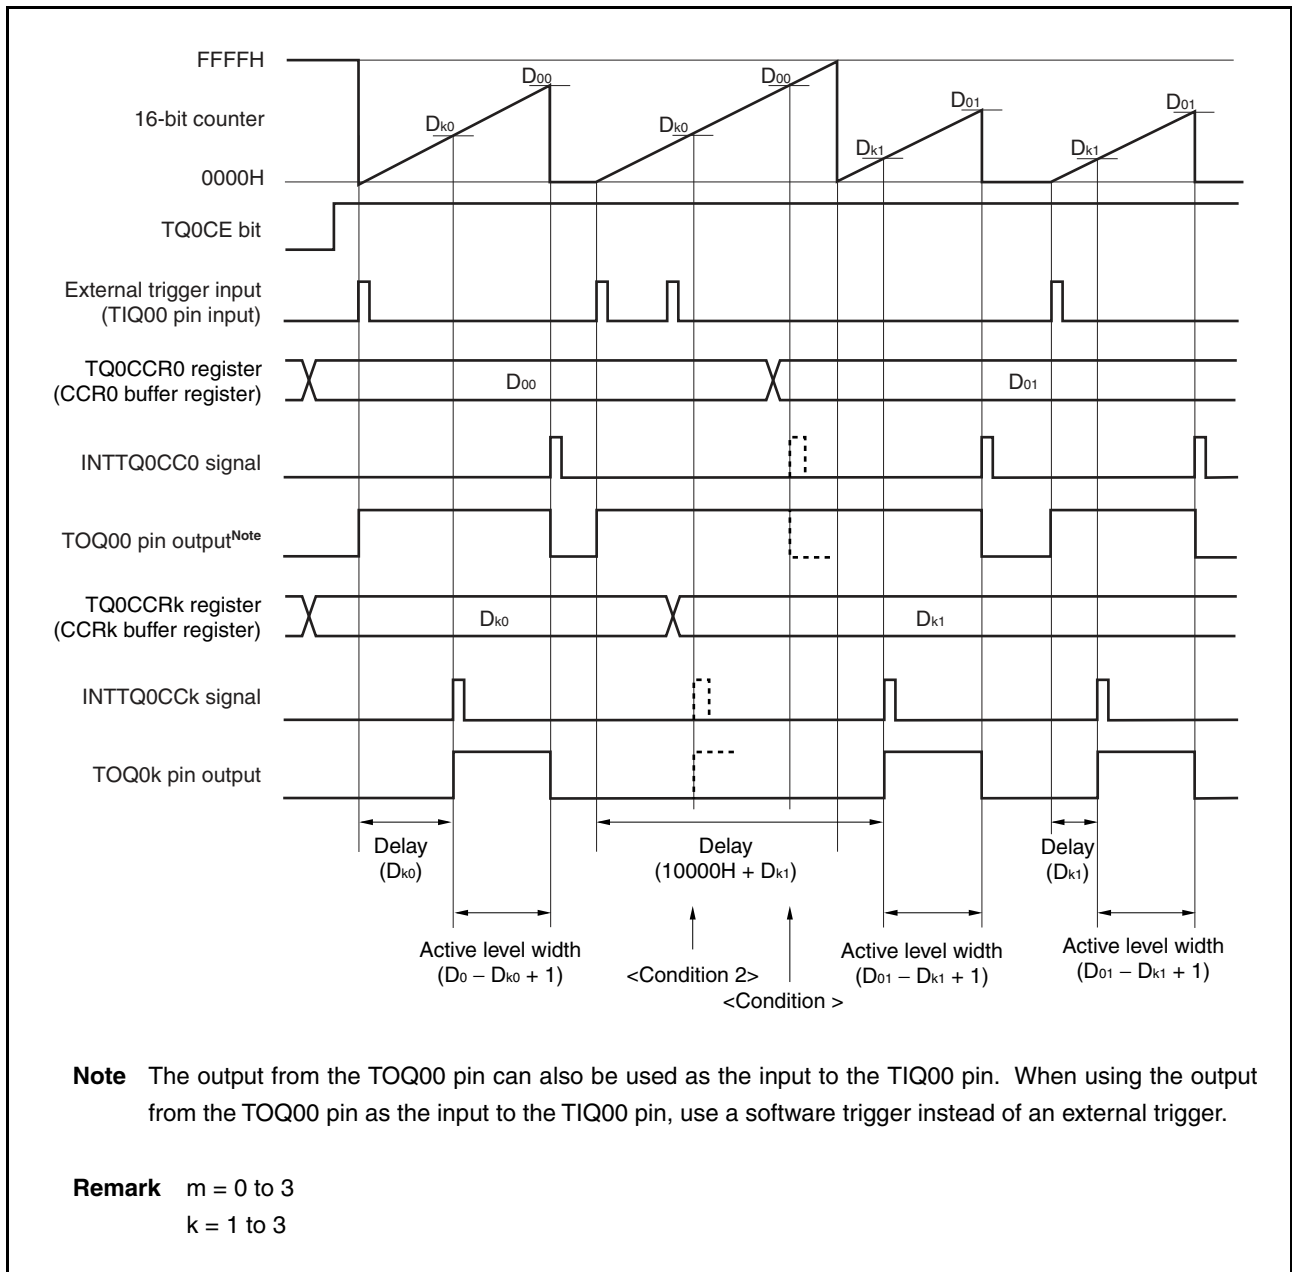 FFFFH
D00
D00
16-bit counter
Dk0
Dk0
D01
D01
Dk1
Dk1
0000H
TQ0CE bit
External trigger input
(TIQ00 pin input)
TQ0CCR0 register
(CCR0 buffer register)
D00
D01
INTTQ0CC0 signal
TOQ00 pin outputNote
TQ0CCRk register
(CCRk buffer register)
Dk0
Dk1
INTTQ0CCk signal
TOQ0k pin output
Delay
(Dk0)
Delay
(10000H + Dk1)
Delay
(Dk1)
Active level width
(D0 − Dk0 + 1)
<Condition 2>
<Condition >
Active level width
(D01 − Dk1 + 1)
Active level width
(D01 − Dk1 + 1)
Note The output from the TOQ00 pin can also be used as the input to the TIQ00 pin. When using the output
from the TOQ00 pin as the input to the TIQ00 pin, use a software trigger instead of an external trigger.
Remark m = 0 to 3
k = 1 to 3